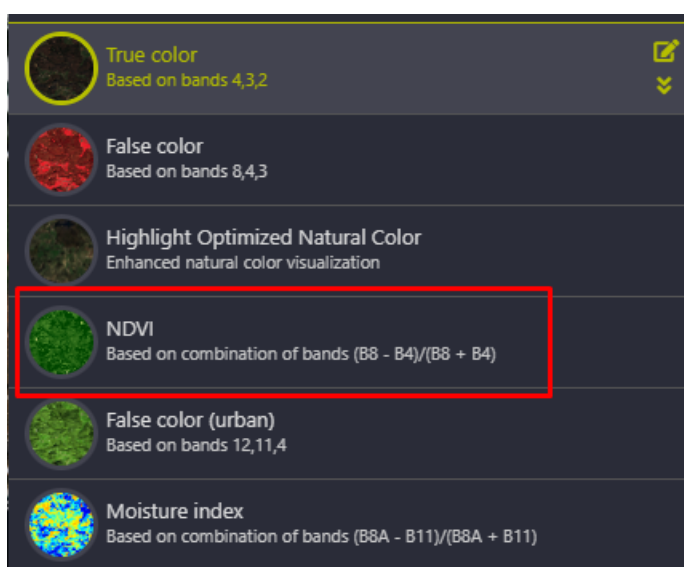 True color
Based on bands 4,3,2
False color
Based on bands 8,4,3
Highlight Optimized Natural Color
Enhanced natural color visualization
NDVI
Based on combination of bands (B8 - B4)/(B8 + B4)
False color (urban)
Based on bands 12,11,4
Moisture index
Based on combination of bands (B8A - B11)/(B8A + B11)